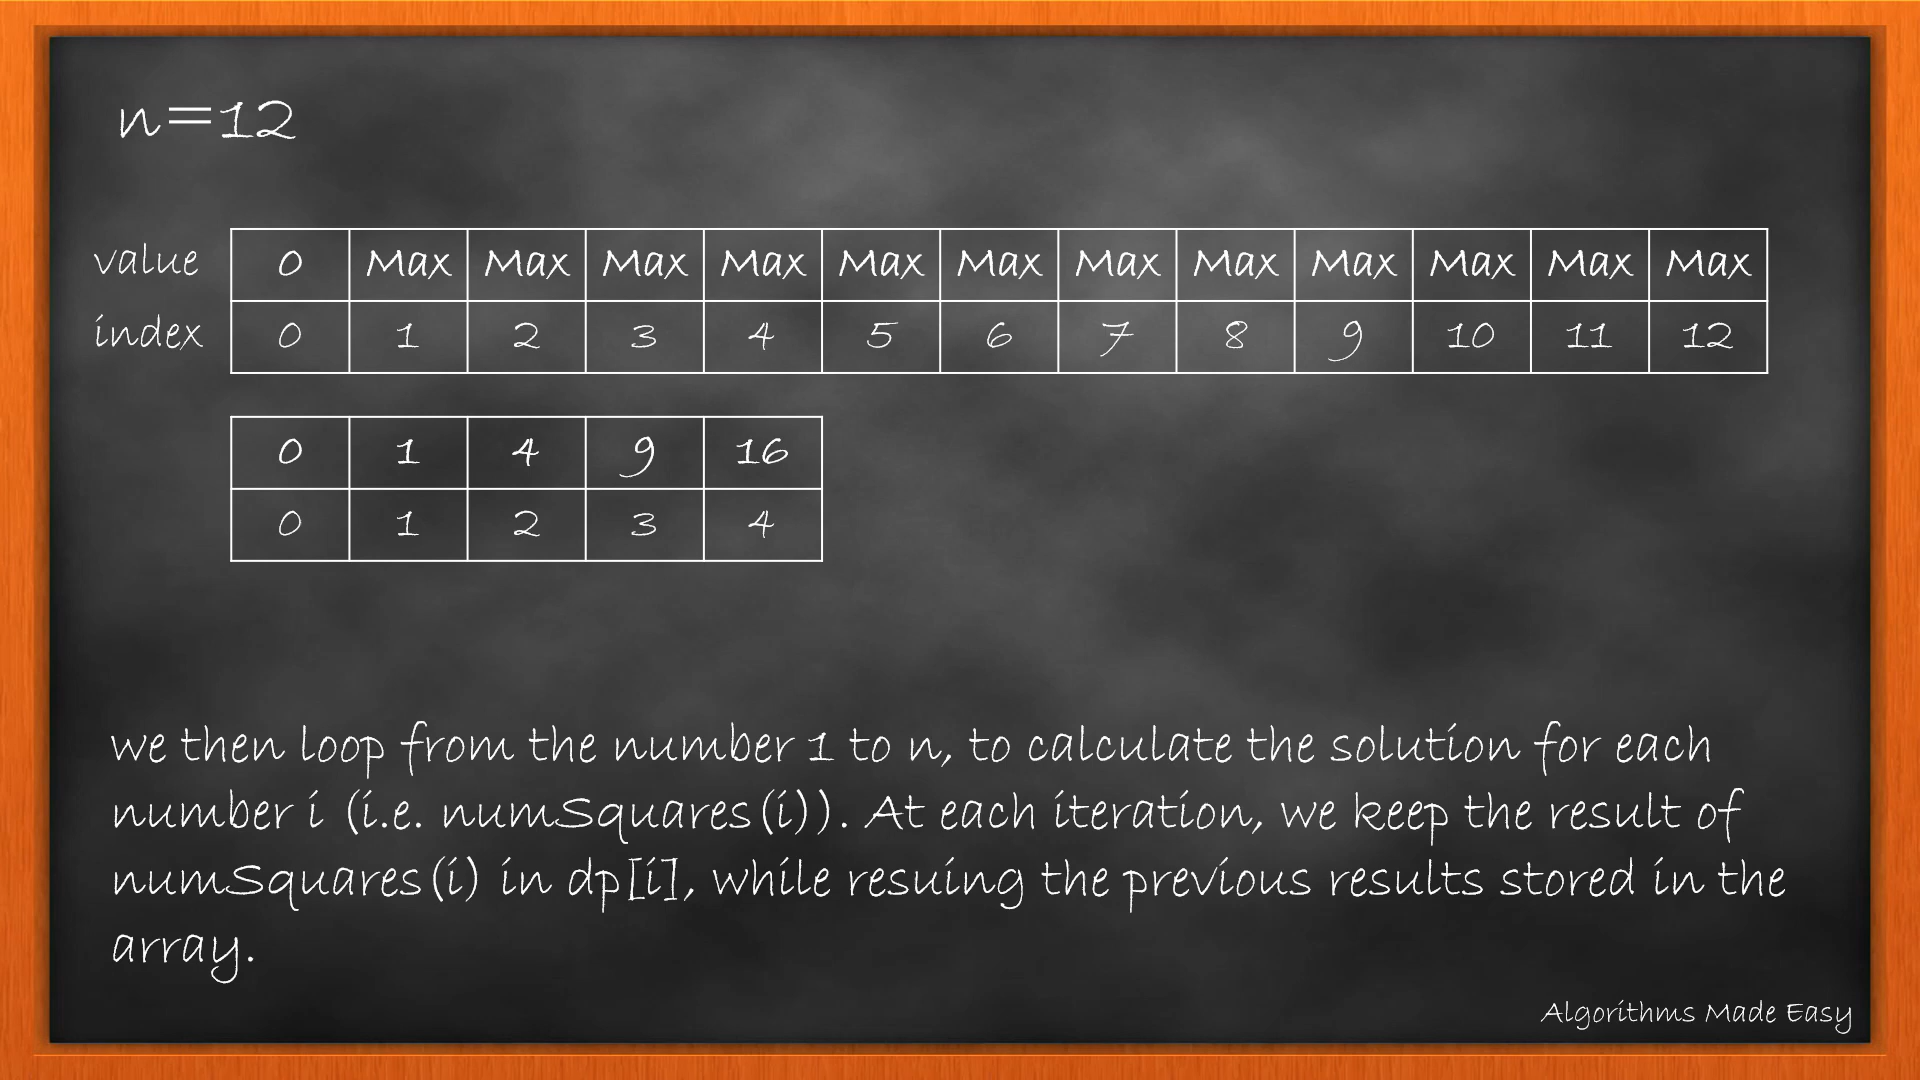 n=12
value 0 Max Max Max Max Max Max Max Max Max Max Max Max
index 0 1 2 3 4 5 6 7 8 9 10 11 12
0 1 4 9 16
0 1 2 3 4
we then loop from the number 1 to n, to calculate the solution for each
number i (i.e. numSquares(i)). At each iteration, we keep the result of
numSquares(i) in dp[i], while resuing the previous results stored in the
array.
Algorithms Made Easy